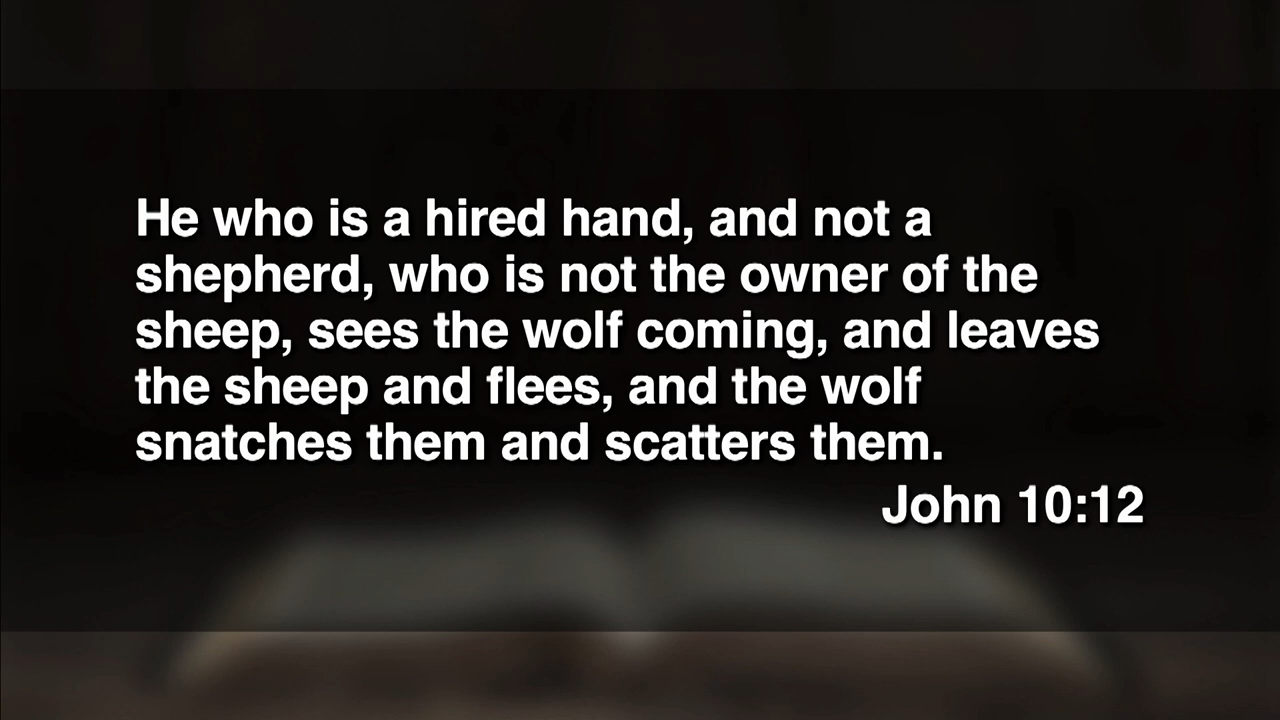 He who is a hired hand, and not a
shepherd, who is not the owner of the
sheep, sees the wolf coming, and leaves
the sheep and flees, and the wolf
snatches them and scatters them.
John 10:12